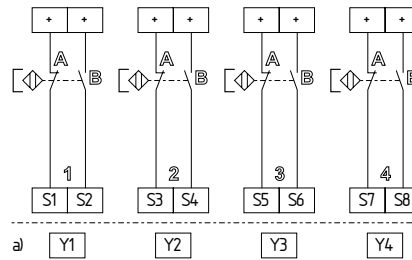 + + + + + + + +
A A A A
B B B B
1 2 3 4
S1 S2 S3 S4 S5 S6 S7 S8
a) Y1 Y2 Y3 Y4